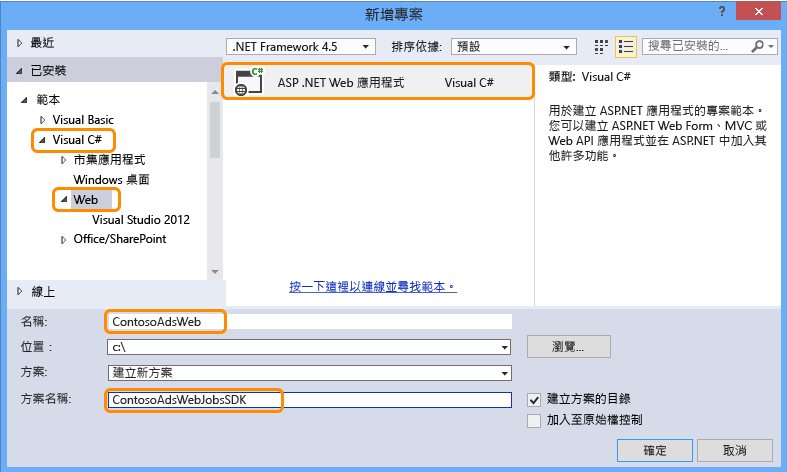 新增專案
?
最近
.NET Framework 4.5
排序依據:
預設
搜尋已安裝的...
已安裝
範本
Visual Basic
Visual C#
市集應用程式
Windows 桌面
Web
Visual Studio 2012
Office/SharePoint
線上
C#
ASP .NET Web 應用程式
Visual C#
按一下這裡以連線並尋找範本。
類型: Visual C#
用於建立 ASP.NET 應用程式的專案範本。
您可以建立 ASP.NET Web Form、MVC 或
Web API 應用程式並在 ASP.NET 中加入其
他許多功能。
名稱:
ContosoAdsWeb
位置:
c:\
瀏覽...
方案:
建立新方案
方案名稱:
ContosoAdsWebJobsSDK
建立方案的目錄
加入至原始檔控制
確定
取消